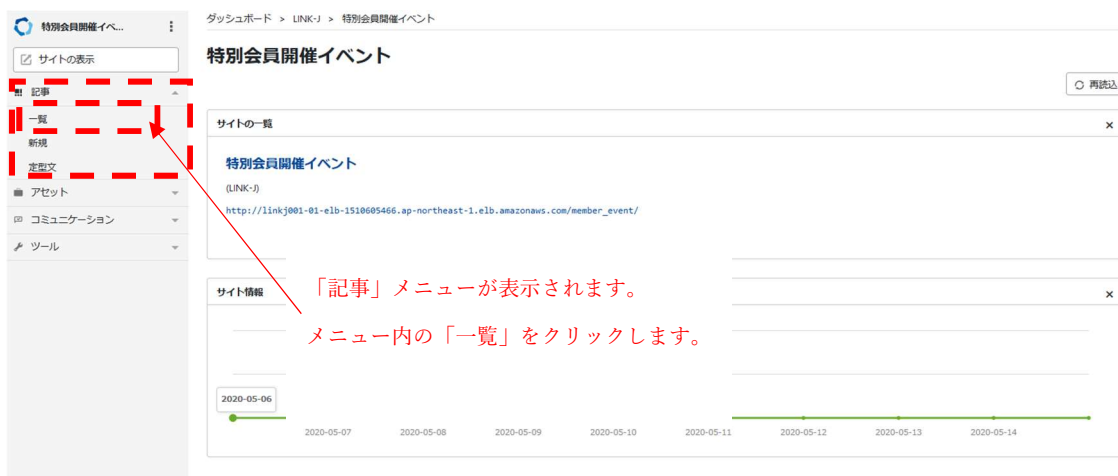 特別会員開催イベ...
ダッシュボード > LINK-J > 特別会員開催イベント
サイトの表示
特別会員開催イベント
記事
再読込
一覧
新規
定型文
アセット
コミュニケーション
ツール
サイトの一覧
特別会員開催イベント
(LINK-J)
http://linkj001-01-elb-1510605466.ap-northeast-1.elb.amazonaws.com/member_event/
サイト情報
「記事」メニューが表示されます。
メニュー内の「一覧」をクリックします。
2020-05-06
2020-05-07 2020-05-08 2020-05-09 2020-05-10 2020-05-11 2020-05-12 2020-05-13 2020-05-14